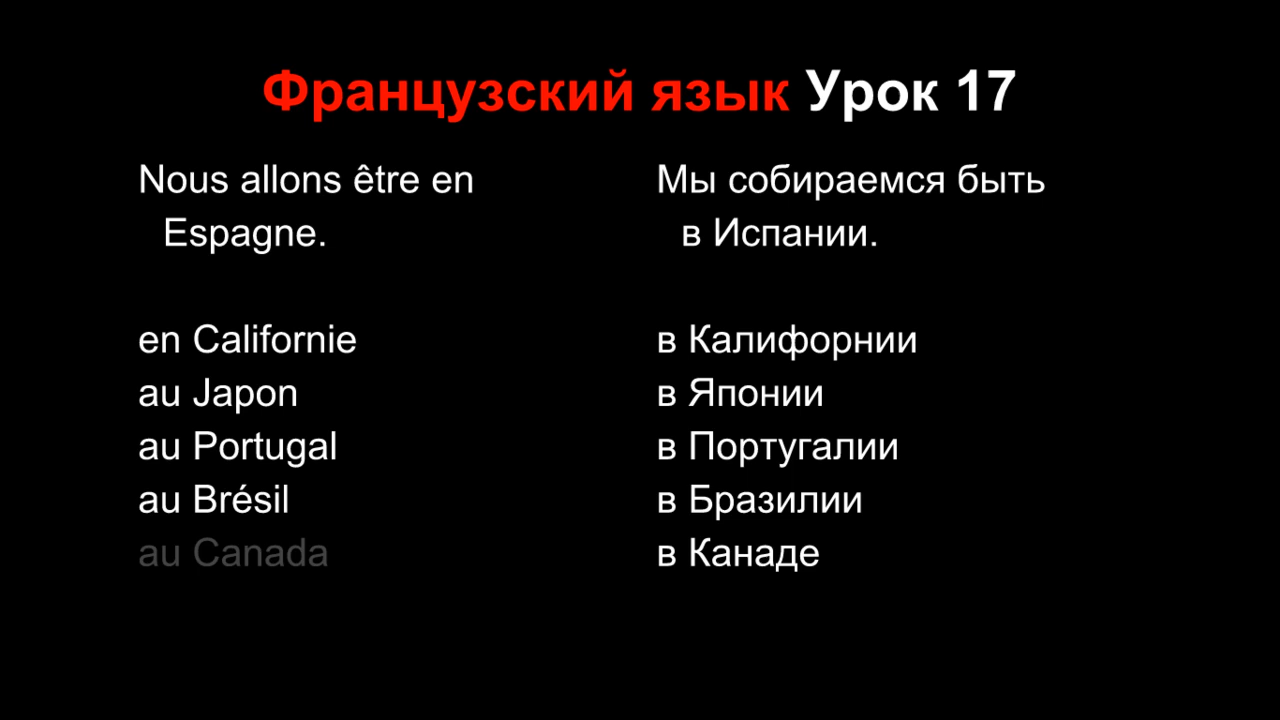 Французский язык Урок 17
Nous allons être en
Espagne.
en Californie
au Japon
au Portugal
au Brésil
au Canada
Мы собираемся быть
в Испании.
в Калифорнии
в Японии
в Португалии
в Бразилии
в Канаде